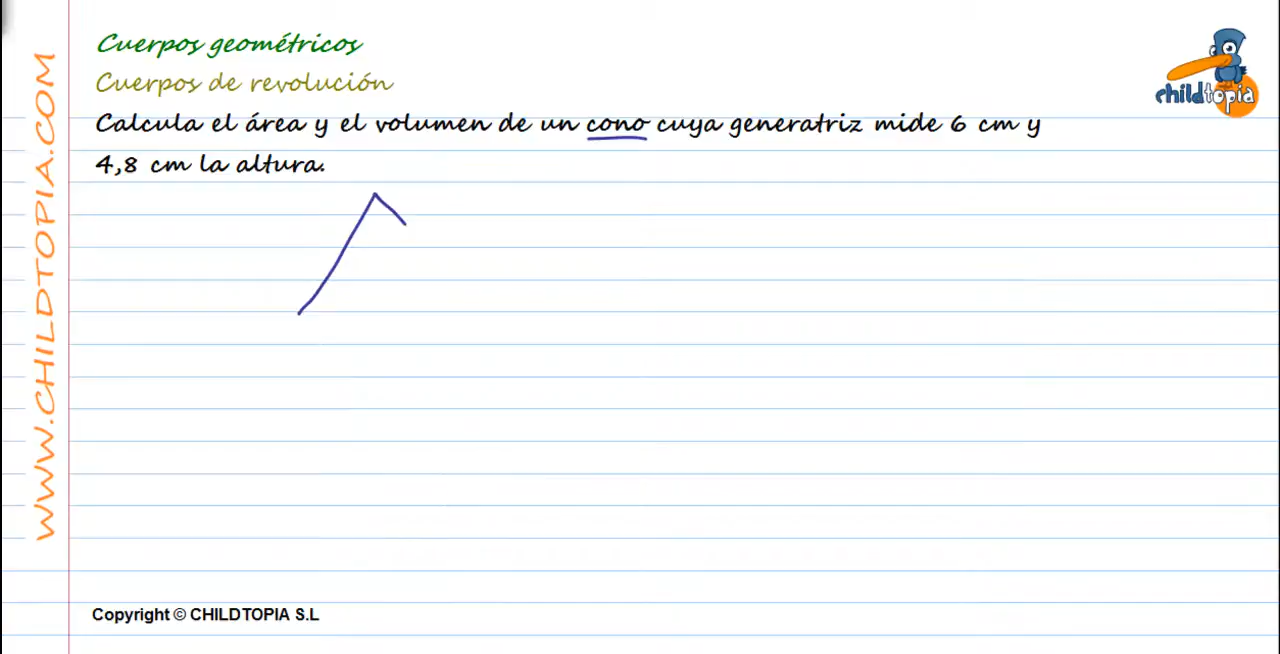 Cuerpos geométricos
childtopia
Cuerpos de revolución
Calcula el área y el volumen de un cono cuya generatriz mide 6 cm y
4,8 cm la altura.
WWW.CHILDTOPIA.COM
Copyright © CHILDTOPIA S.L